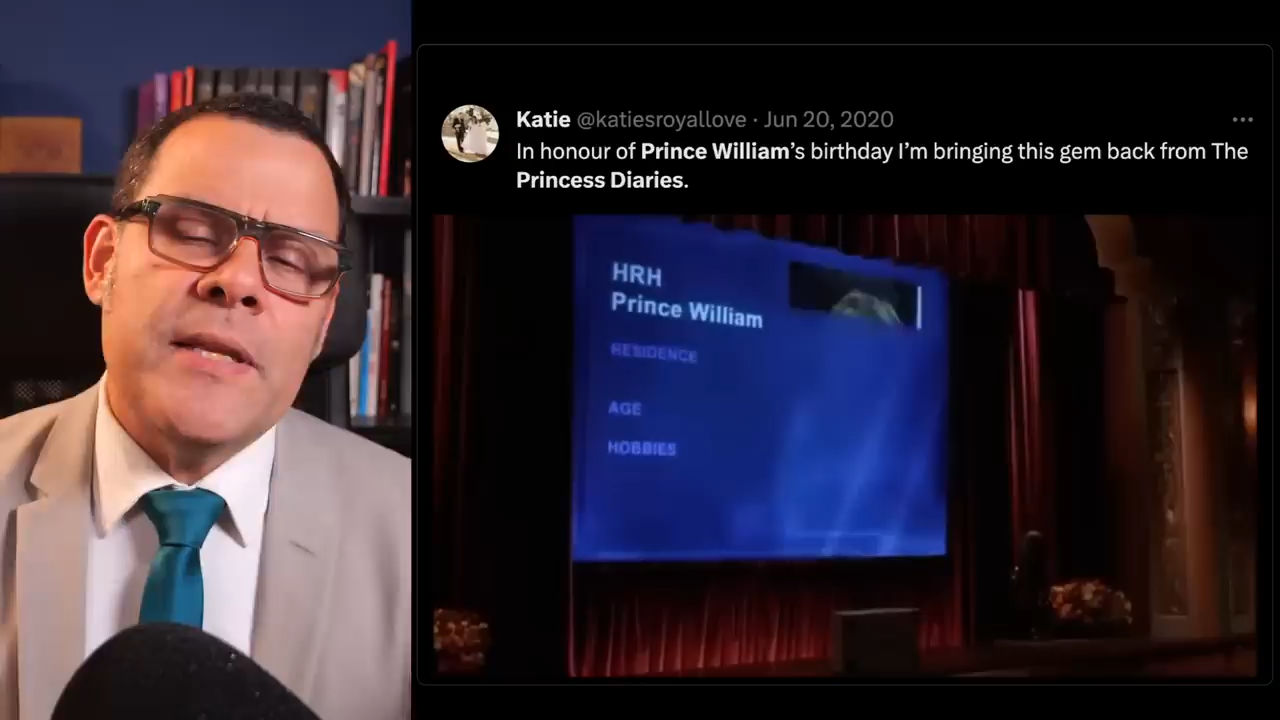 Katie @katiesroyallove · Jun 20, 2020 ···
In honour of Prince William’s birthday I’m bringing this gem back from The
Princess Diaries.
HRH
Prince William
RESIDENCE
AGE
HOBBIES